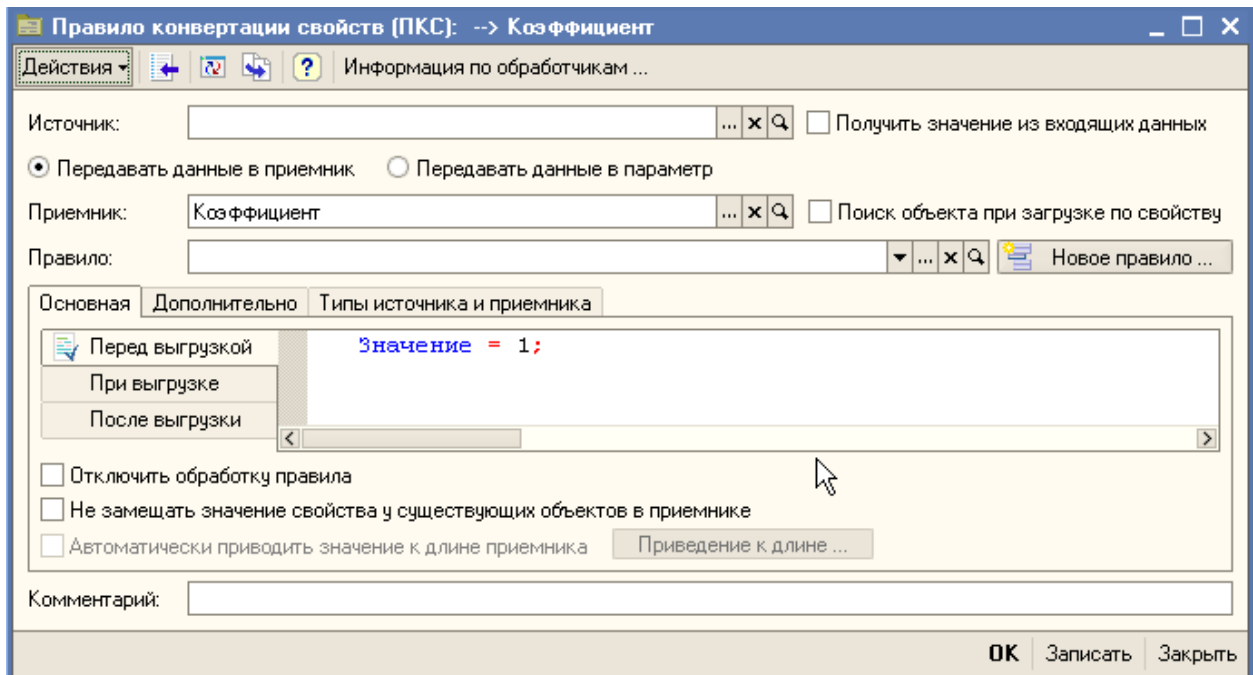 Правило конвертации свойств (ПКС): --> Коэффициент
Действия Информация по обработчикам ...
Источник: ... Получить значение из входящих данных
Передавать данные в приемник Передавать данные в параметр
Приемник: Коэффициент ... Поиск объекта при загрузке по свойству
Правило: ... Новое правило ...
Основная Дополнительно Типы источника и приемника
Перед выгрузкой Значение = 1;
При выгрузке
После выгрузки
Отключить обработку правила
Не замещать значение свойства у существующих объектов в приемнике
Автоматически приводить значение к длине приемника Приведение к длине ...
Комментарий:
OK Записать Закрыть